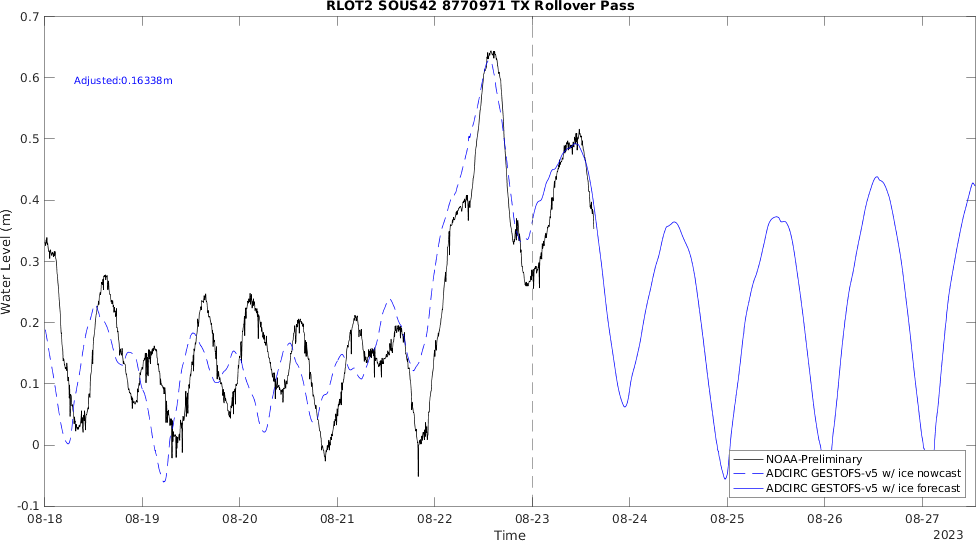 RLOT2 SOUS42 8770971 TX Rollover Pass
0.7
0.6
0.5
0.4
0.3
0.2
0.1
0
-0.1
Water Level (m)
Adjusted:0.16338m
NOAA-Preliminary
ADCIRC GESTOFS-v5 w/ ice nowcast
ADCIRC GESTOFS-v5 w/ ice forecast
08-18 08-19 08-20 08-21 08-22 08-23 08-24 08-25 08-26 08-27
Time
2023